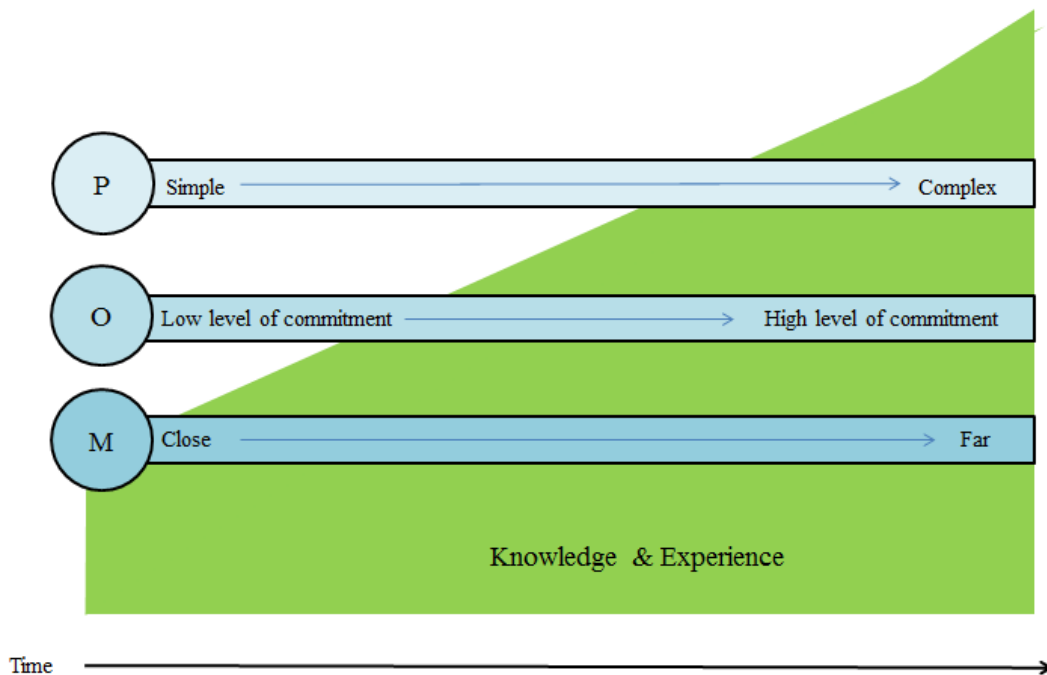 P
Simple
Complex
O
Low level of commitment
High level of commitment
M
Close
Far
Knowledge & Experience
Time